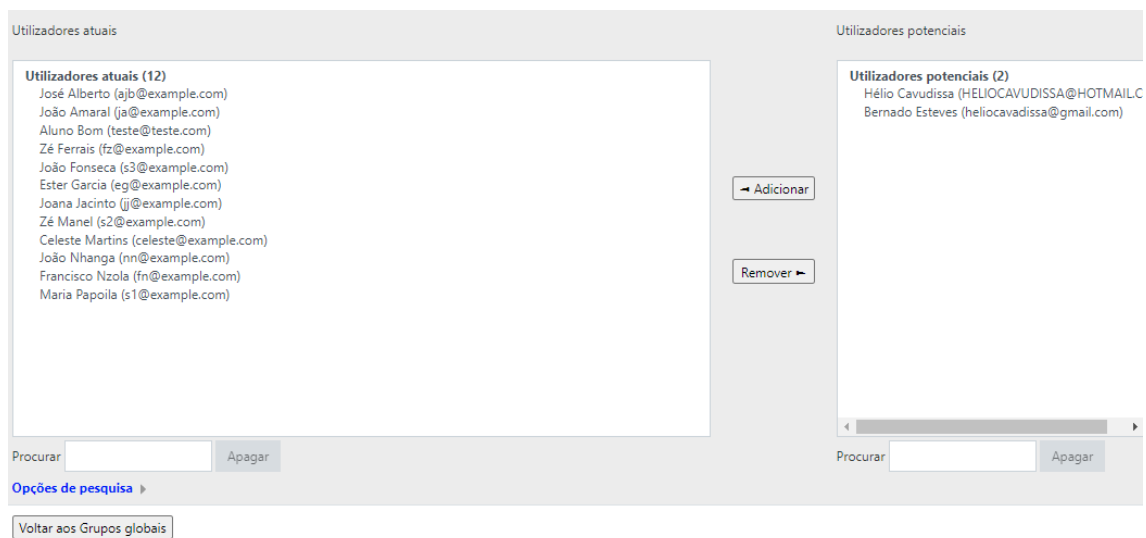 Utilizadores atuais
Utilizadores atuais (12)
José Alberto (ajb@example.com)
João Amaral (ja@example.com)
Aluno Bom (teste@teste.com)
Zé Ferrais (fz@example.com)
João Fonseca (s3@example.com)
Ester Garcia (eg@example.com)
Joana Jacinto (jj@example.com)
Zé Manel (s2@example.com)
Celeste Martins (celeste@example.com)
João Nhanga (nn@example.com)
Francisco Nzola (fn@example.com)
Maria Papoila (s1@example.com)
Procurar
Apagar
Opções de pesquisa
Adicionar
Remover
Utilizadores potenciais
Utilizadores potenciais (2)
Hélio Cavudissa (HELIOCAVUDISSA@HOTMAIL.C
Bernado Esteves (heliocavadissa@gmail.com)
Procurar
Apagar
Voltar aos Grupos globais